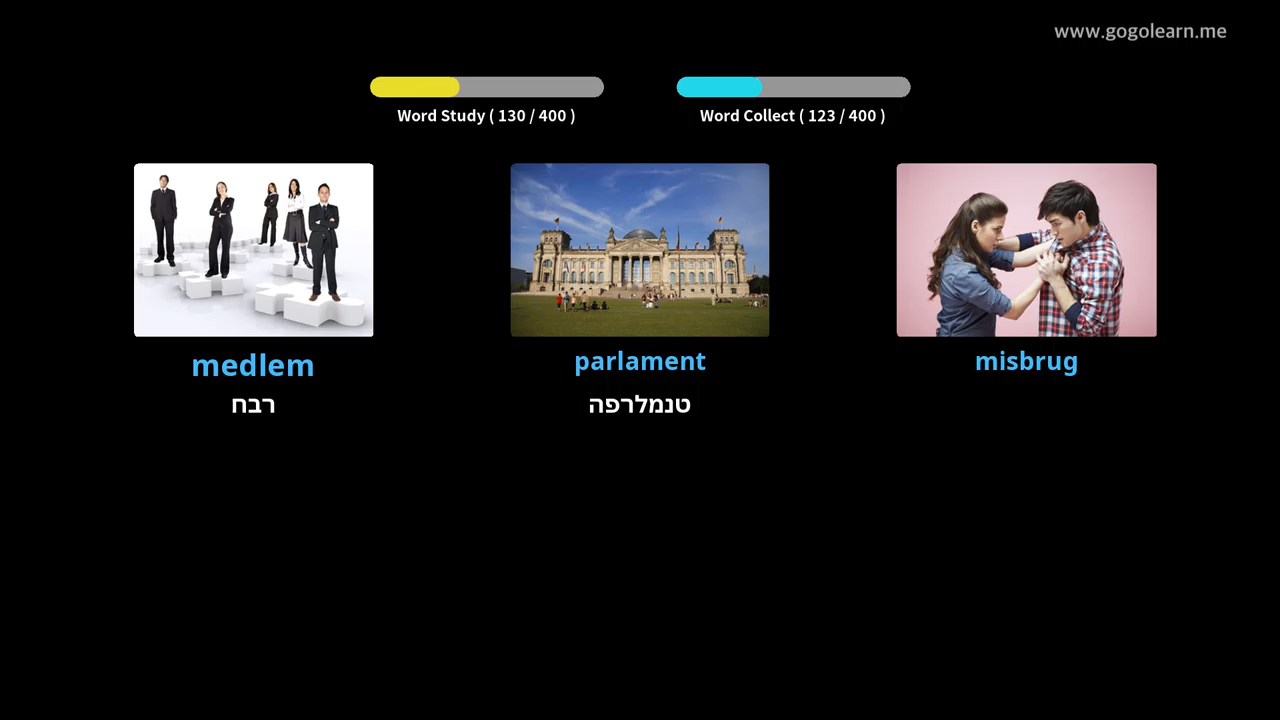 www.gogolearn.me
Word Study ( 130 / 400 )
Word Collect ( 123 / 400 )
medlem
רבח
parlament
טנמלרפה
misbrug